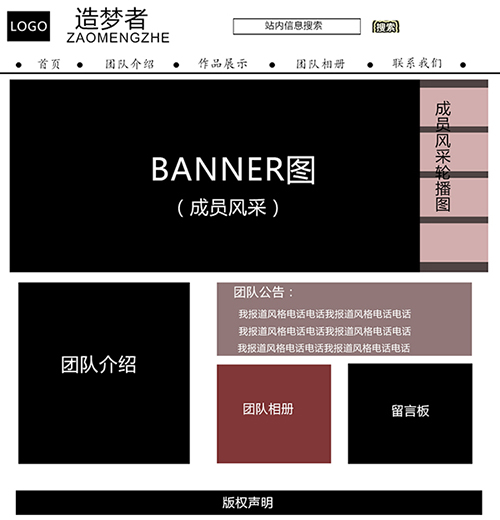 LOGO
造梦者
ZAOMENGZHE
站内信息搜索
搜索
首页
团队介绍
作品展示
团队相册
联系我们
BANNER图
（成员风采）
成员风采轮播图
团队介绍
团队公告：
我报道风格电话电话我报道风格电话电话
我报道风格电话电话我报道风格电话电话
我报道风格电话电话我报道风格电话电话
团队相册
留言板
版权声明